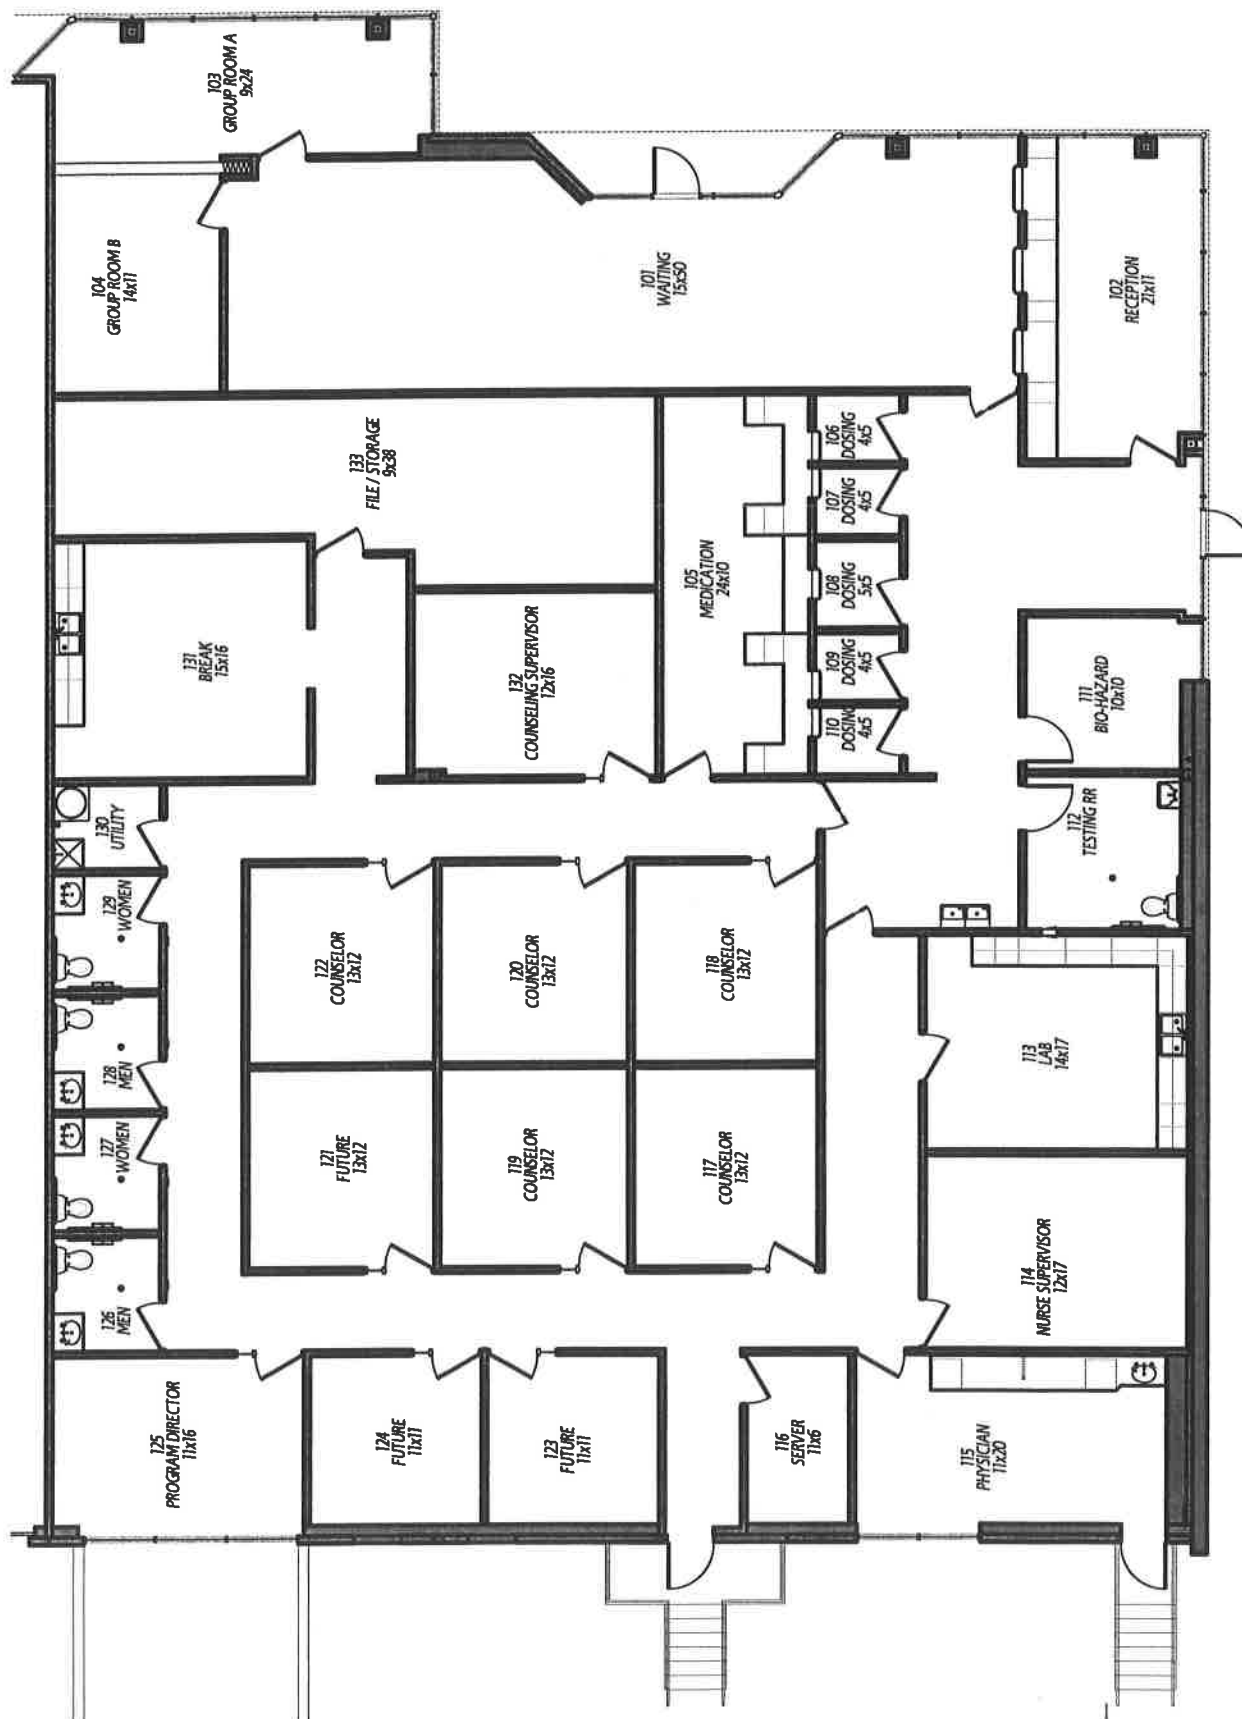 103
GROUP ROOM A
9x24
104
GROUP ROOM B
14x11
101
WAITING
15x50
102
RECEPTION
21x11
133
FILE / STORAGE
9x38
106
DOSING
4x5
107
DOSING
4x5
108
DOSING
5x5
109
DOSING
4x5
110
DOSING
4x5
105
MEDICATION
24x10
131
BREAK
15x16
132
COUNSELING SUPERVISOR
12x16
111
BIO-HAZARD
10x10
112
TESTING RR
130
UTILITY
129
WOMEN
128
MEN
127
WOMEN
126
MEN
122
COUNSELOR
13x12
120
COUNSELOR
13x12
118
COUNSELOR
13x12
121
FUTURE
13x12
119
COUNSELOR
13x12
117
COUNSELOR
13x12
113
LAB
14x17
114
NURSE SUPERVISOR
12x17
125
PROGRAM DIRECTOR
11x16
124
FUTURE
11x11
123
FUTURE
11x11
116
SERVER
11x6
115
PHYSICIAN
11x20